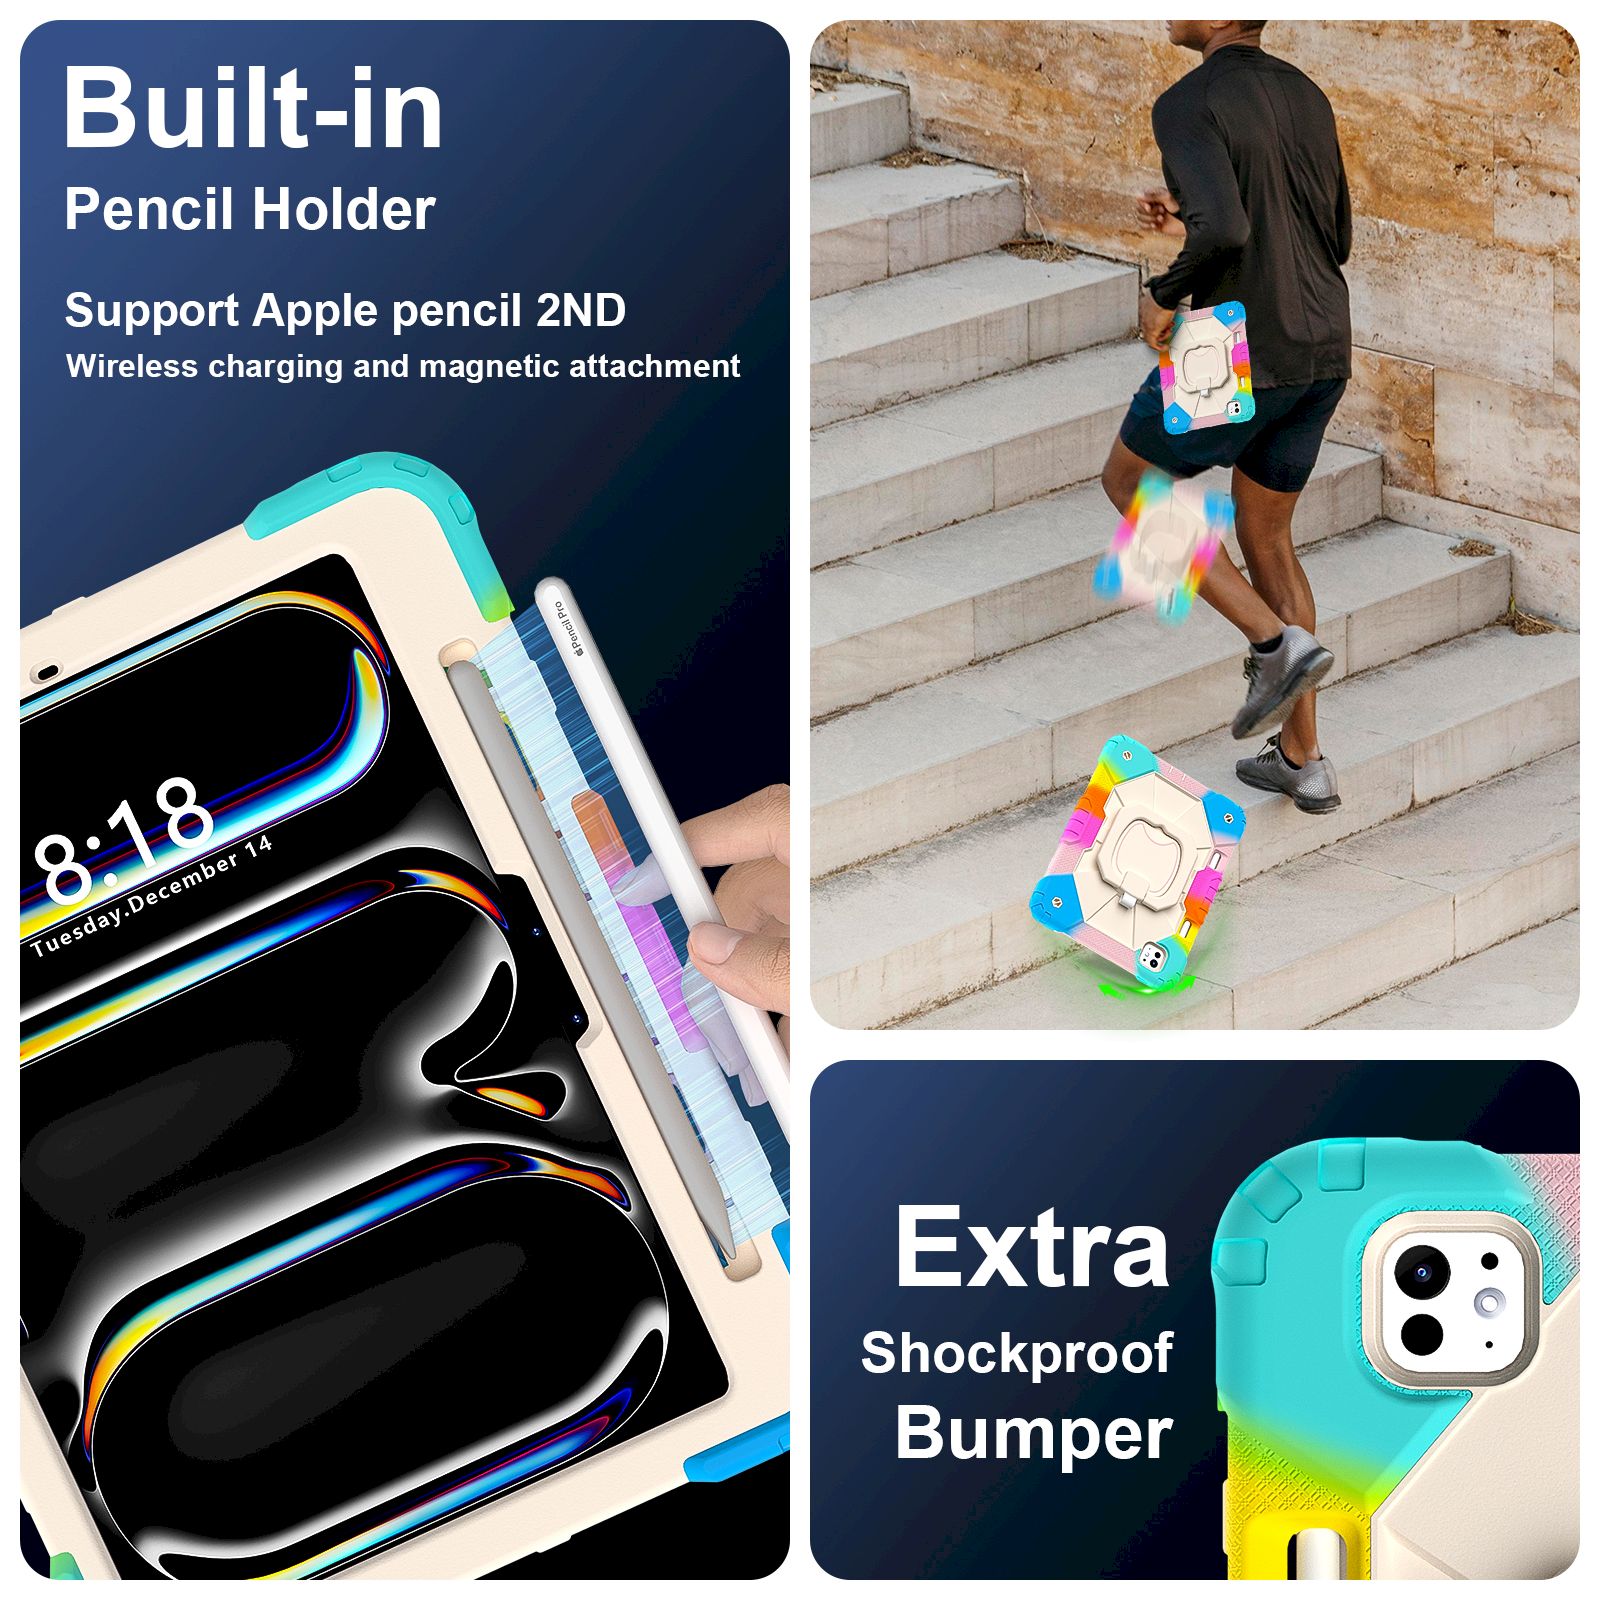 Built-in
Pencil Holder
Support Apple pencil 2ND
Wireless charging and magnetic attachment
Pencil Pro
8:18
Tuesday.December 14
Extra
Shockproof
Bumper